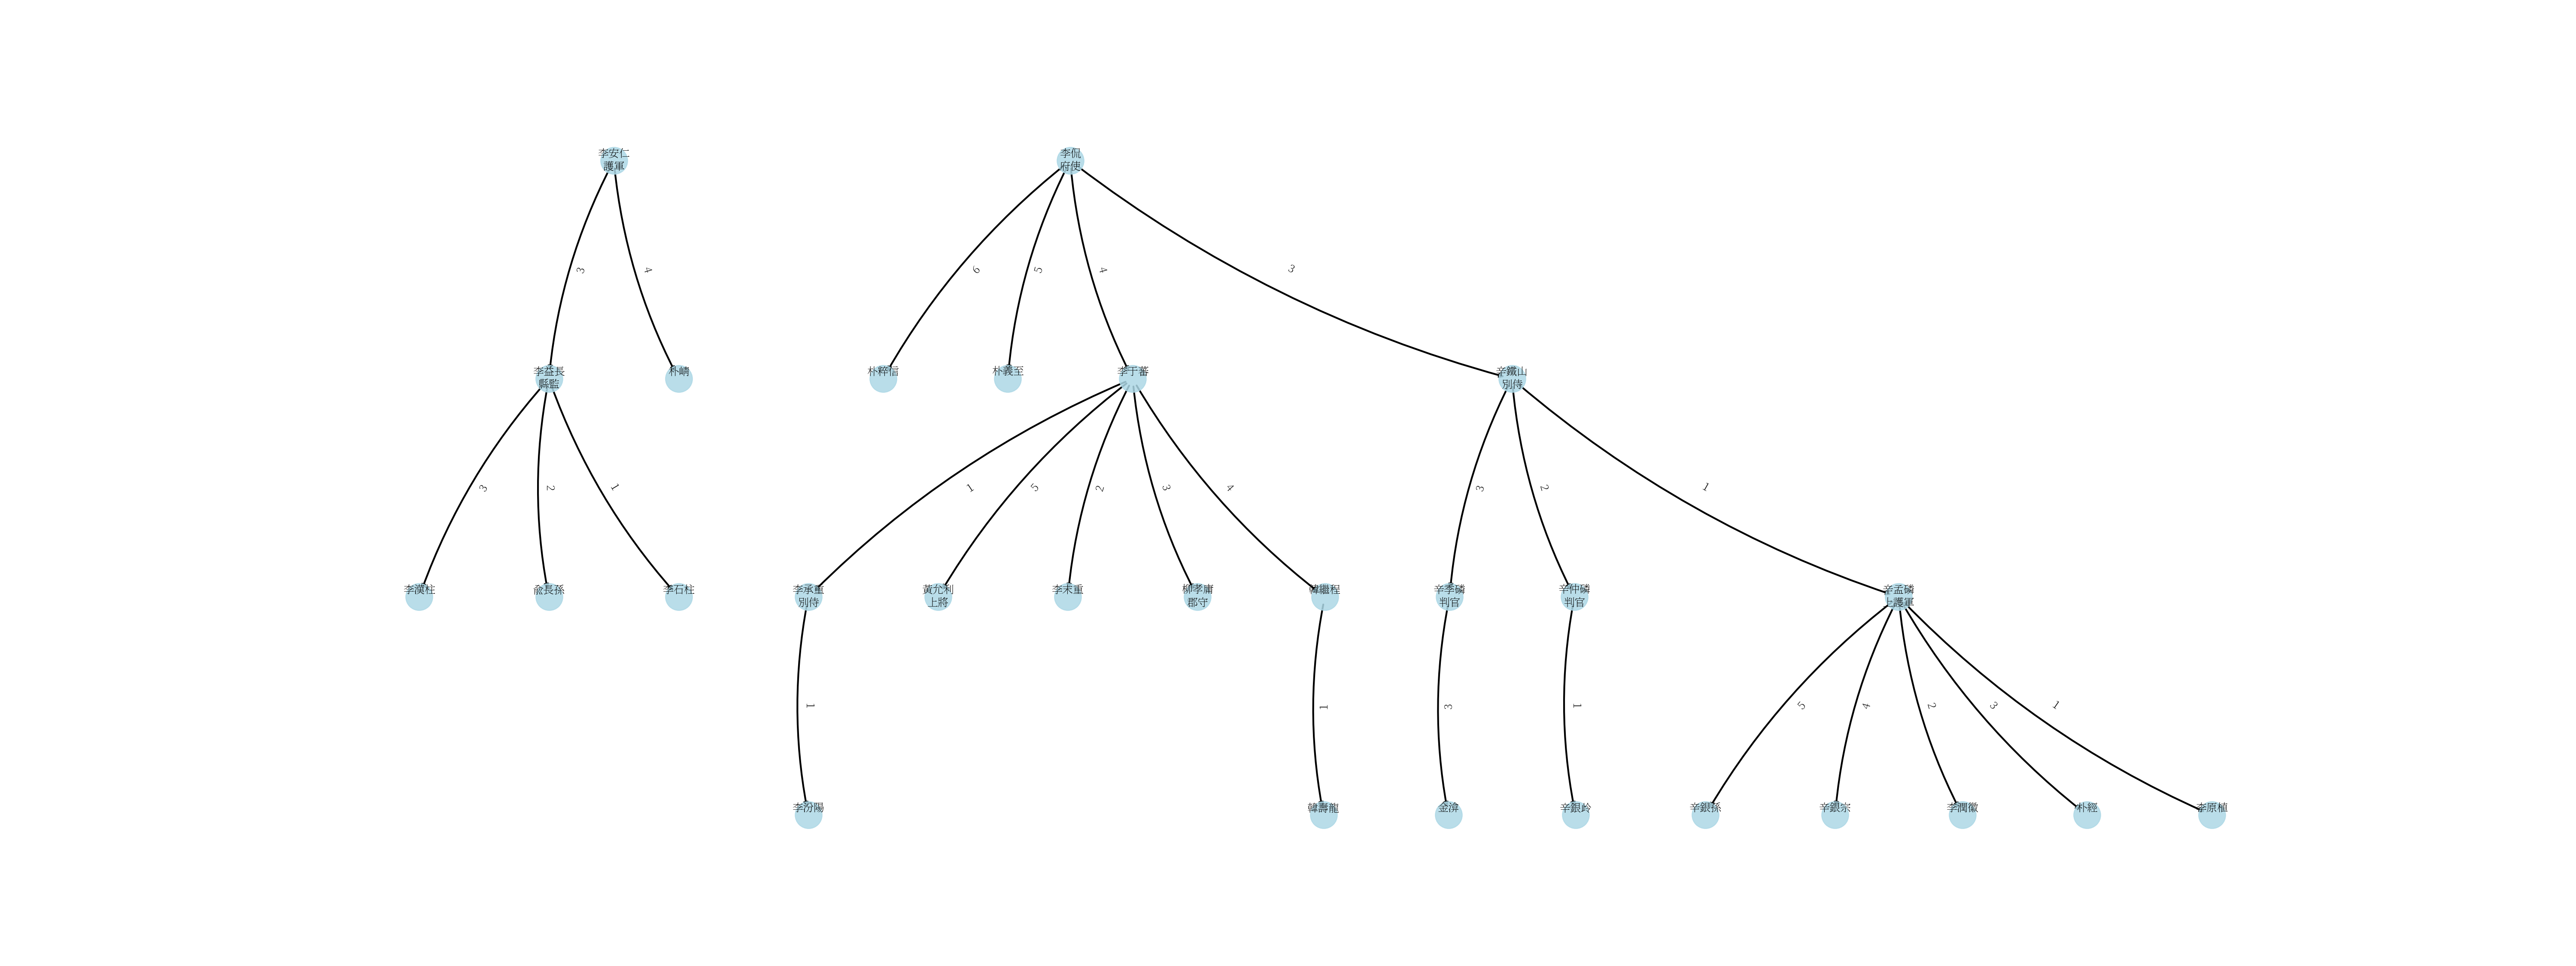 李安仁
護軍
李侃
府使
3
4
6
5
4
3
李益長
縣監
朴崝
朴粹信
朴義至
李于蕃
辛鐵山
別侍
3
2
1
1
5
2
3
4
3
2
1
李漢柱
兪長孫
李石柱
李承重
別侍
黃允利
上將
李末重
柳孝庸
郡守
韓繼程
辛季磷
判官
辛仲磷
判官
辛孟磷
上護軍
1
1
3
1
5
4
2
3
1
李汾陽
韓壽龍
金渰
辛銀岭
辛銀孫
辛銀宗
李潤徽
朴經
李原植